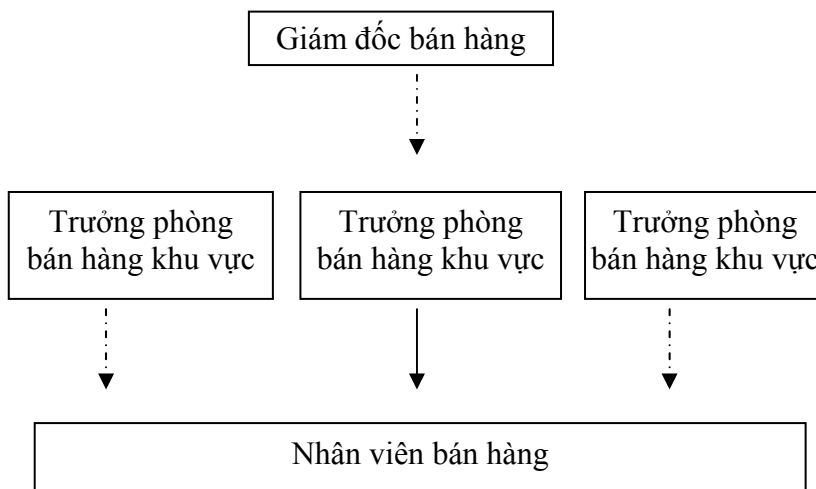 Giám đốc bán hàng
Trưởng phòng
bán hàng khu vực
Trưởng phòng
bán hàng khu vực
Trưởng phòng
bán hàng khu vực
Nhân viên bán hàng